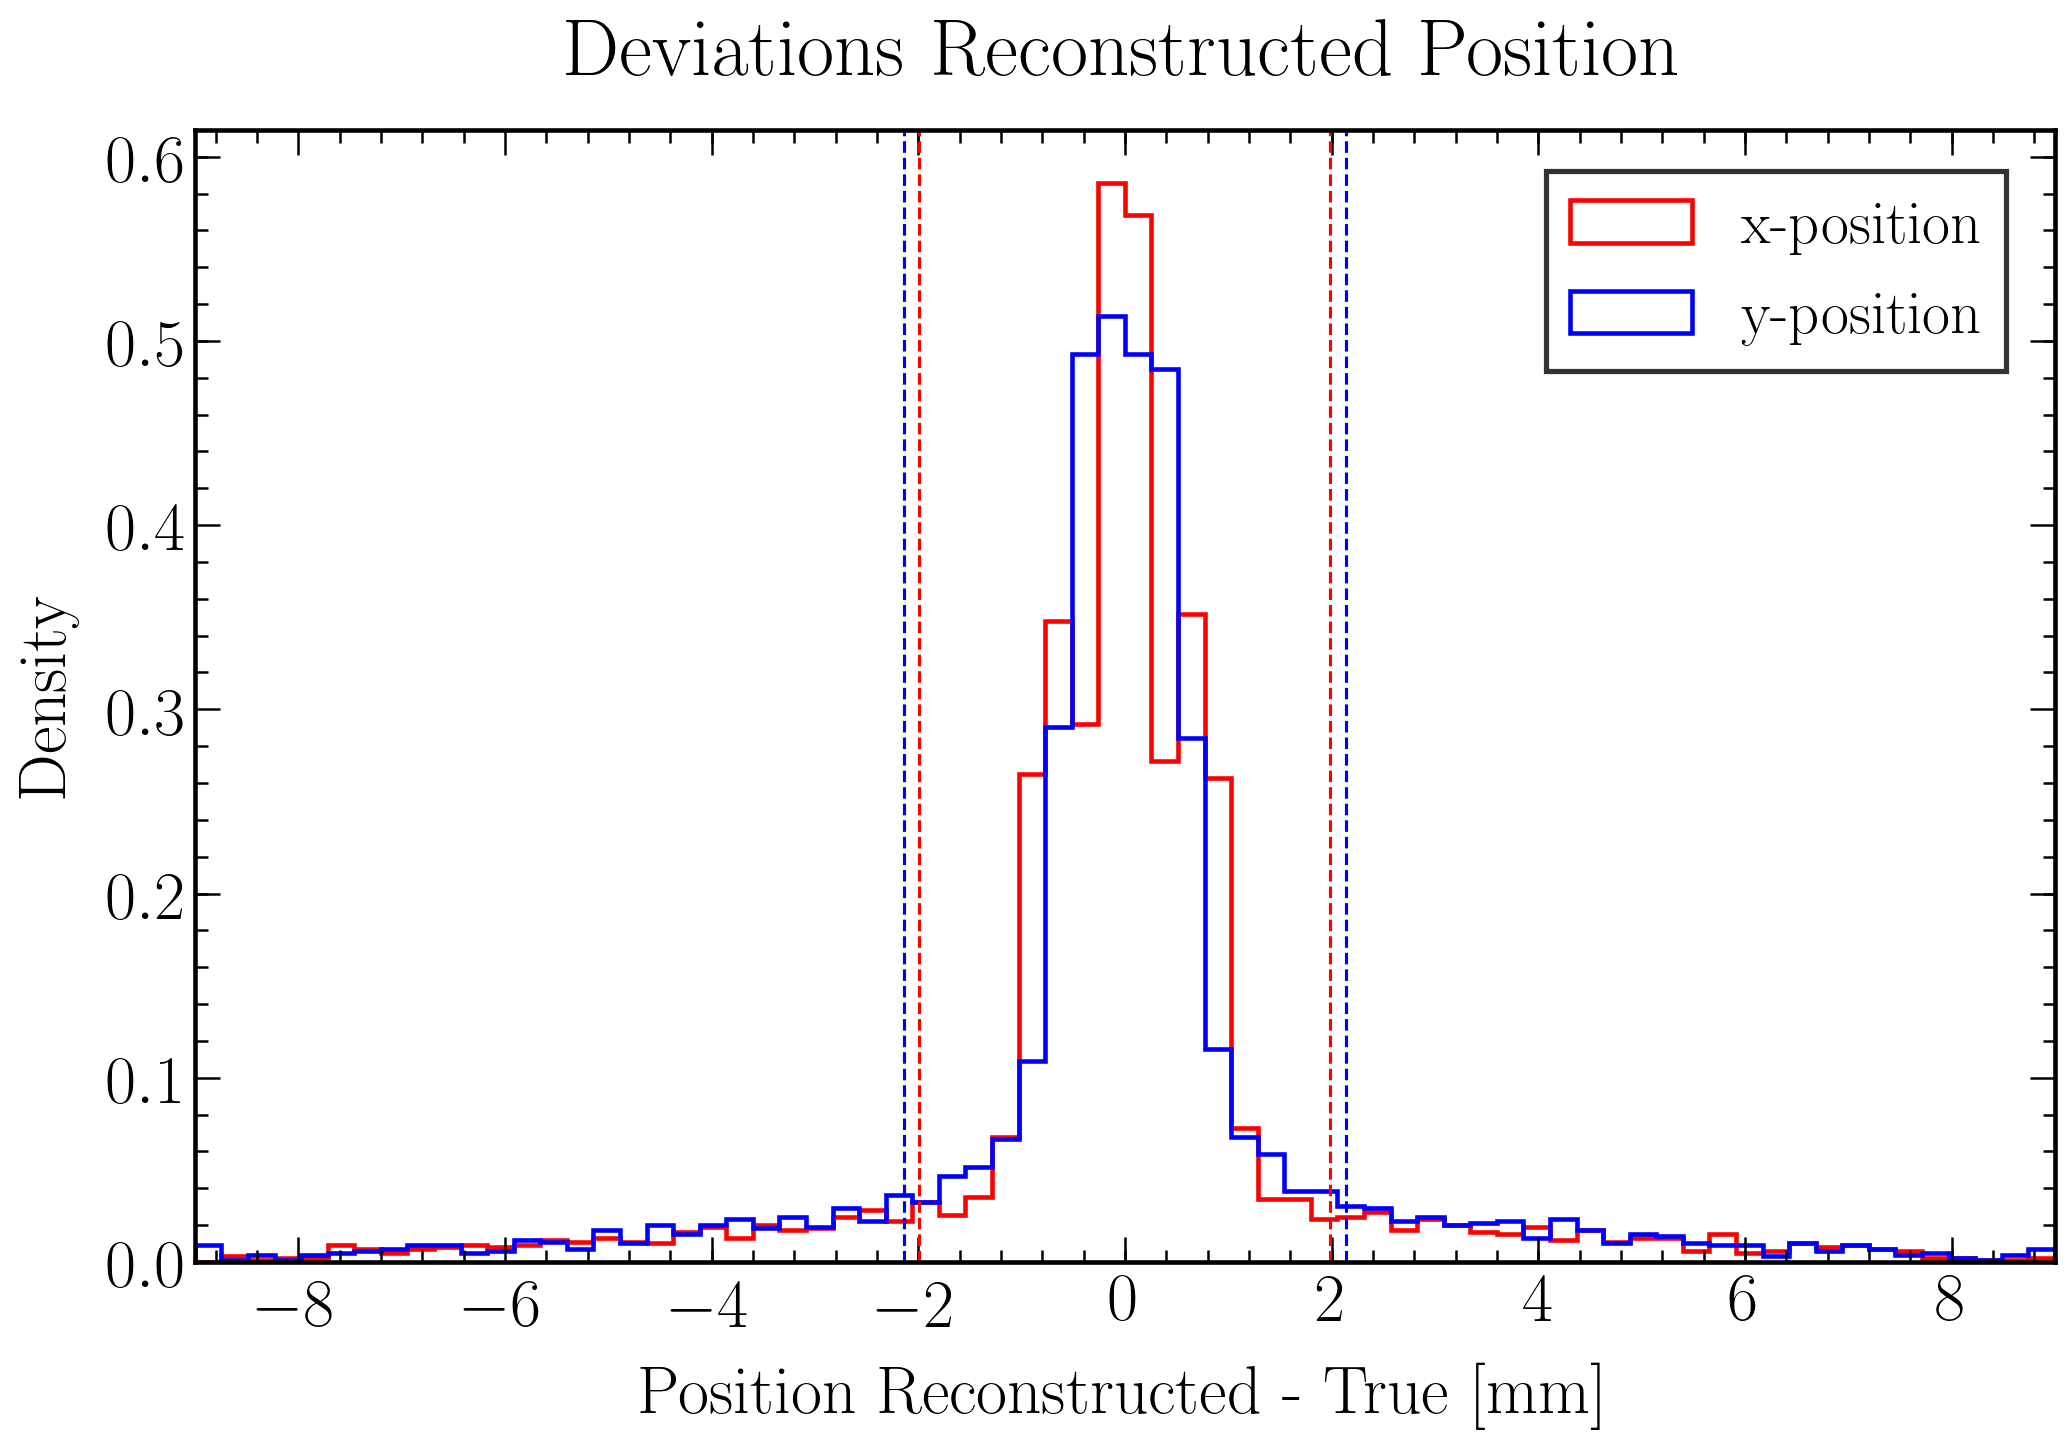 Deviations Reconstructed Position
0.6
0.5
0.4
0.3
0.2
0.1
0.0
Density
x-position
y-position
−8 −6 −4 −2 0 2 4 6 8
Position Reconstructed - True [mm]